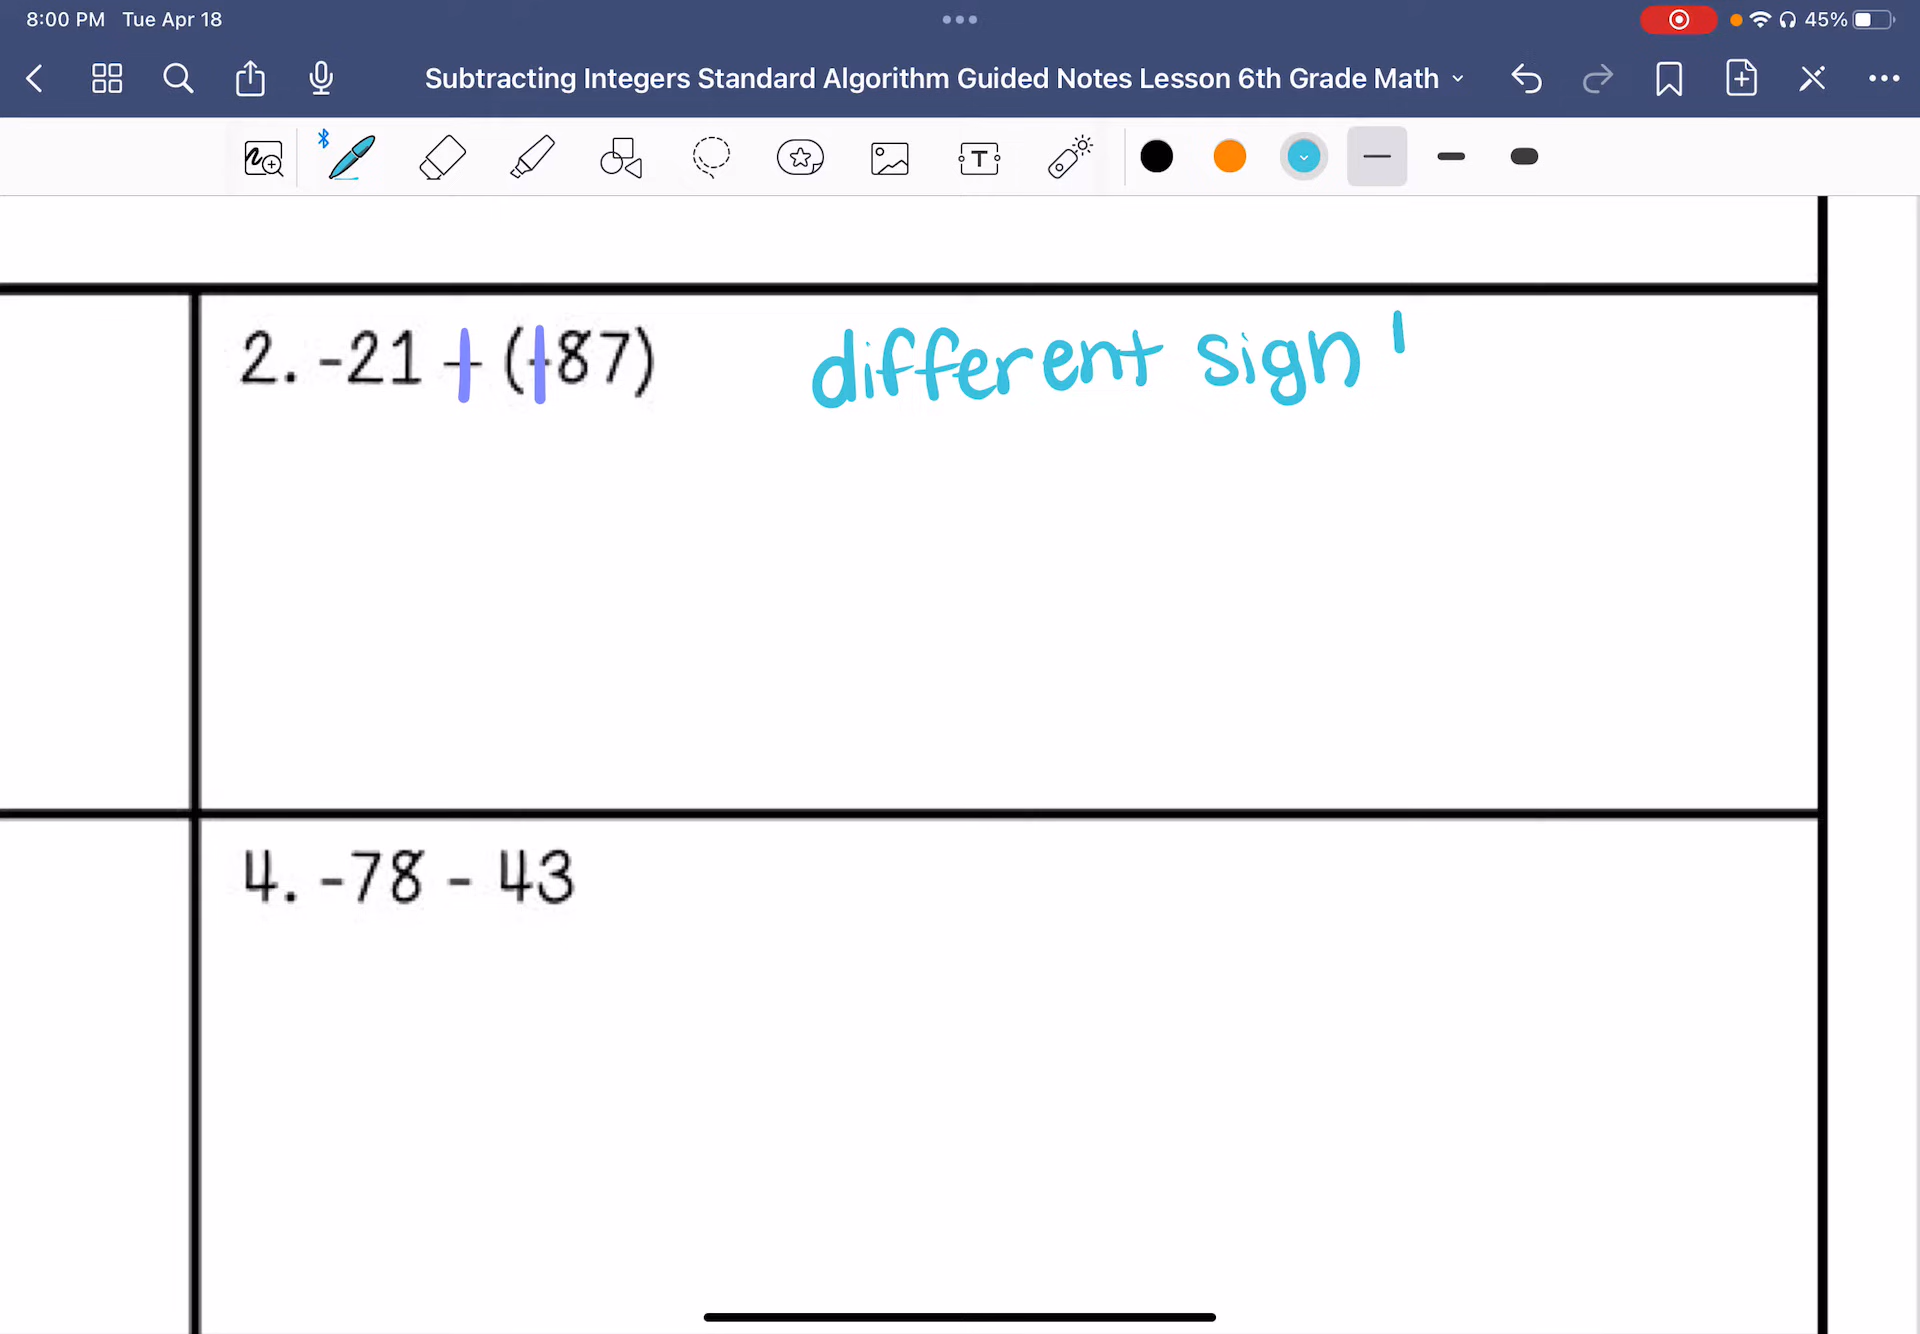 8:00 PM Tue Apr 18
45%
Subtracting Integers Standard Algorithm Guided Notes Lesson 6th Grade Math
T
2. -21 + (+87) different sign
4. -78 - 43